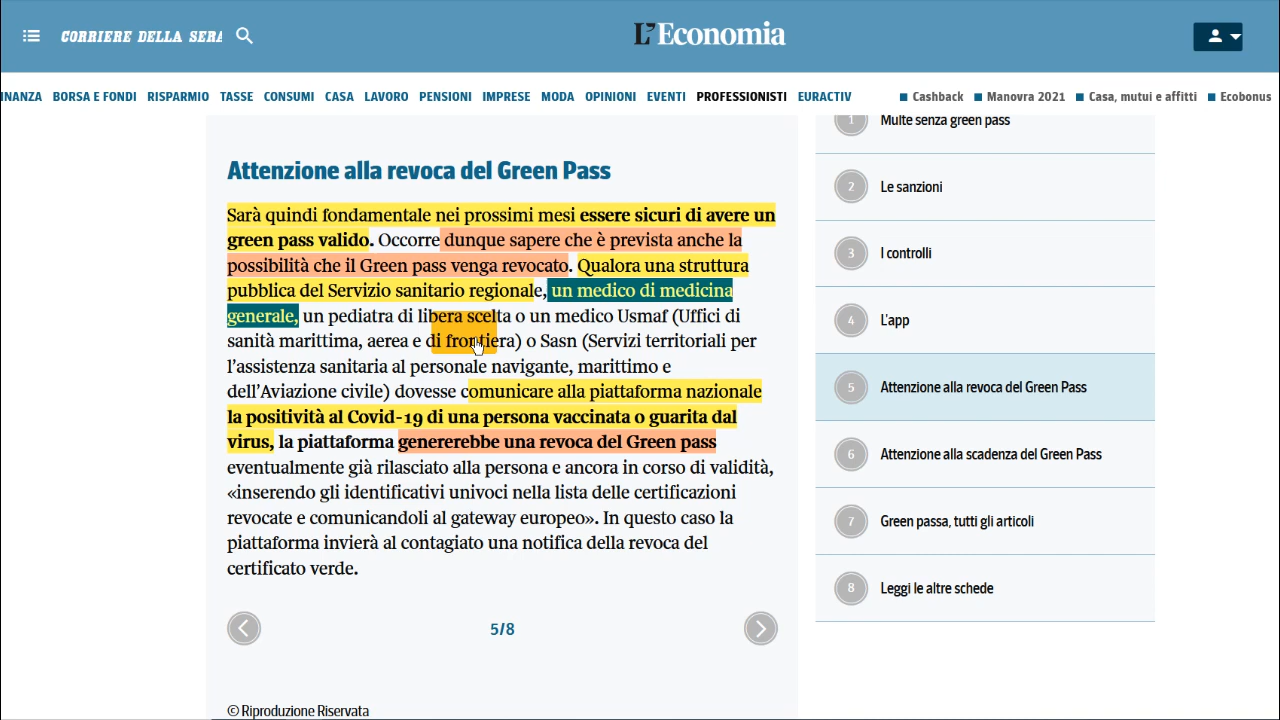 CORRIERE DELLA SERA
L'Economia
INANZA BORSA E FONDI RISPARMIO TASSE CONSUMI CASA LAVORO PENSIONI IMPRESE MODA OPINIONI EVENTI PROFESSIONISTI EURACTIV Cashback Manovra 2021 Casa, mutui e affitti Ecobonus
Attenzione alla revoca del Green Pass
Sarà quindi fondamentale nei prossimi mesi essere sicuri di avere un
green pass valido. Occorre dunque sapere che è prevista anche la
possibilità che il Green pass venga revocato. Qualora una struttura
pubblica del Servizio sanitario regionale, un medico di medicina
generale, un pediatra di libera scelta o un medico Usmaf (Uffici di
sanità marittima, aerea e di frontiera) o Sasn (Servizi territoriali per
l’assistenza sanitaria al personale navigante, marittimo e
dell’Aviazione civile) dovesse comunicare alla piattaforma nazionale
la positività al Covid-19 di una persona vaccinata o guarita dal
virus, la piattaforma genererebbe una revoca del Green pass
eventualmente già rilasciato alla persona e ancora in corso di validità,
«inserendo gli identificativi univoci nella lista delle certificazioni
revocate e comunicandoli al gateway europeo». In questo caso la
piattaforma invierà al contagiato una notifica della revoca del
certificato verde.
5/8
© Riproduzione Riservata
1 Multe senza green pass
2 Le sanzioni
3 I controlli
4 L'app
5 Attenzione alla revoca del Green Pass
6 Attenzione alla scadenza del Green Pass
7 Green passa, tutti gli articoli
8 Leggi le altre schede